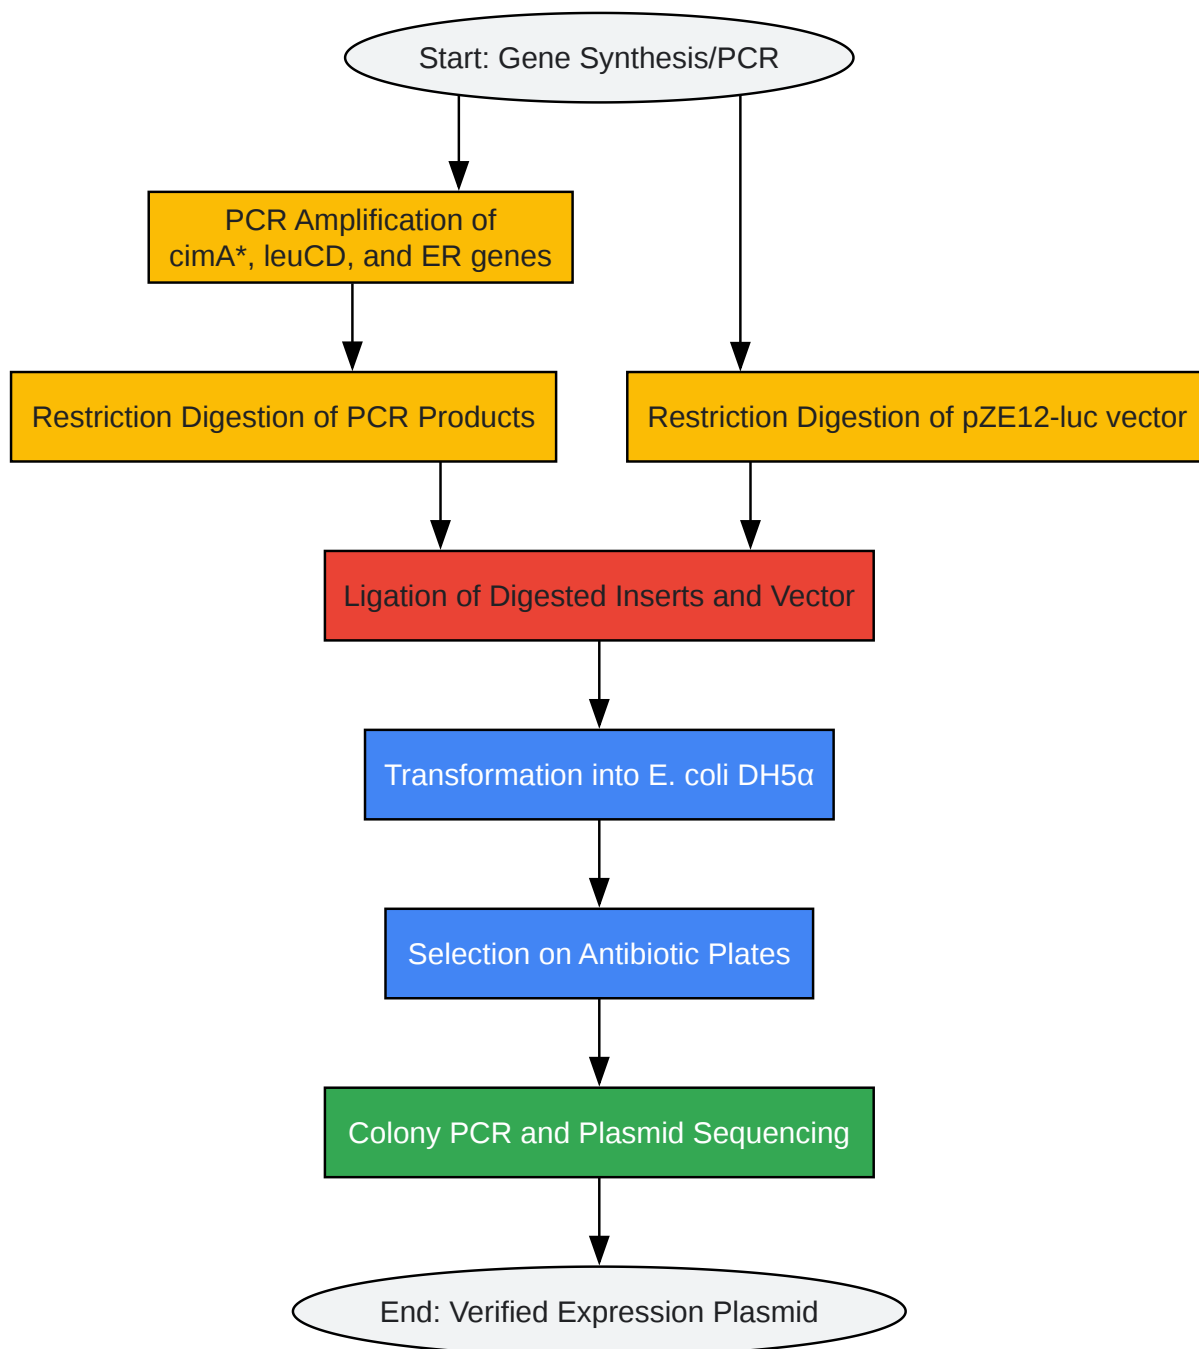 Start: Gene Synthesis/PCR
PCR Amplification of
cimA*, leuCD, and ER genes
Restriction Digestion of PCR Products
Restriction Digestion of pZE12-luc vector
Ligation of Digested Inserts and Vector
Transformation into E. coli DH5α
Selection on Antibiotic Plates
Colony PCR and Plasmid Sequencing
End: Verified Expression Plasmid